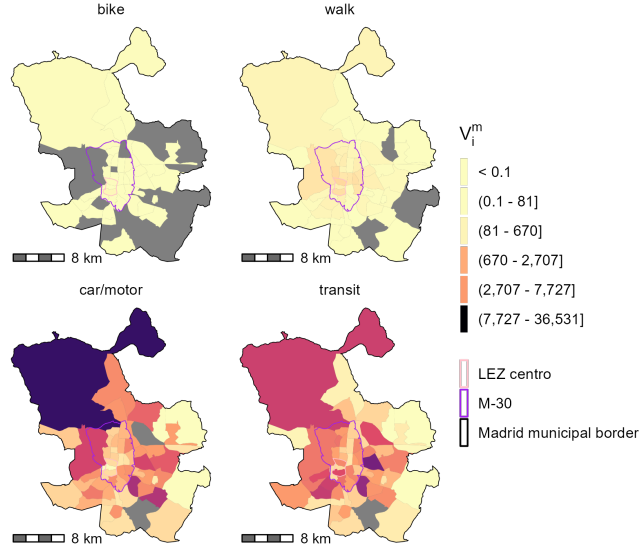 bike
walk
8 km
8 km
car/motor
transit
8 km
8 km
V_i^m
< 0.1
(0.1 - 81]
(81 - 670]
(670 - 2,707]
(2,707 - 7,727]
(7,727 - 36,531]
LEZ centro
M-30
Madrid municipal border